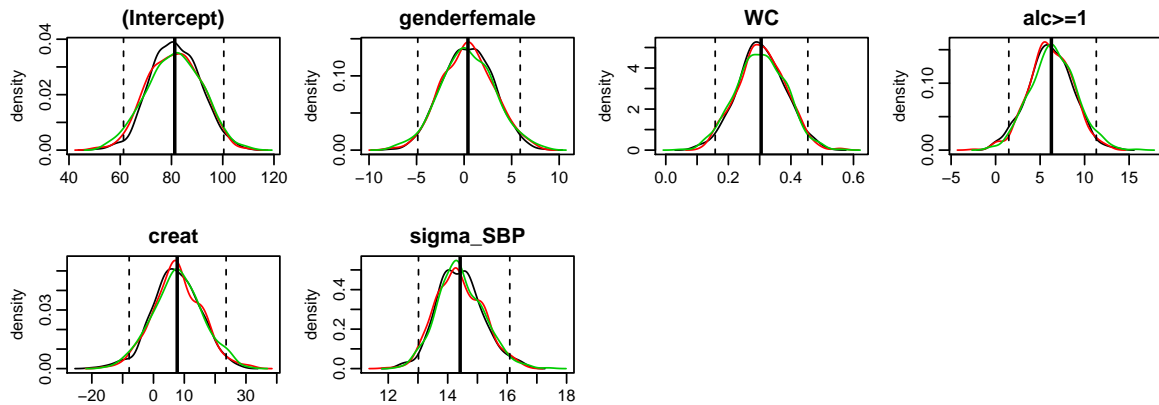 (Intercept)
density
0.00 0.02 0.04
40 60 80 100 120
genderfemale
density
0.00 0.10
−10 −5 0 5 10
WC
density
0 2 4
0.0 0.2 0.4 0.6
alc>=1
density
0.00 0.10
−5 0 5 10 15
creat
density
0.00 0.03
−20 0 10 30
sigma_SBP
density
0.0 0.2 0.4
12 14 16 18